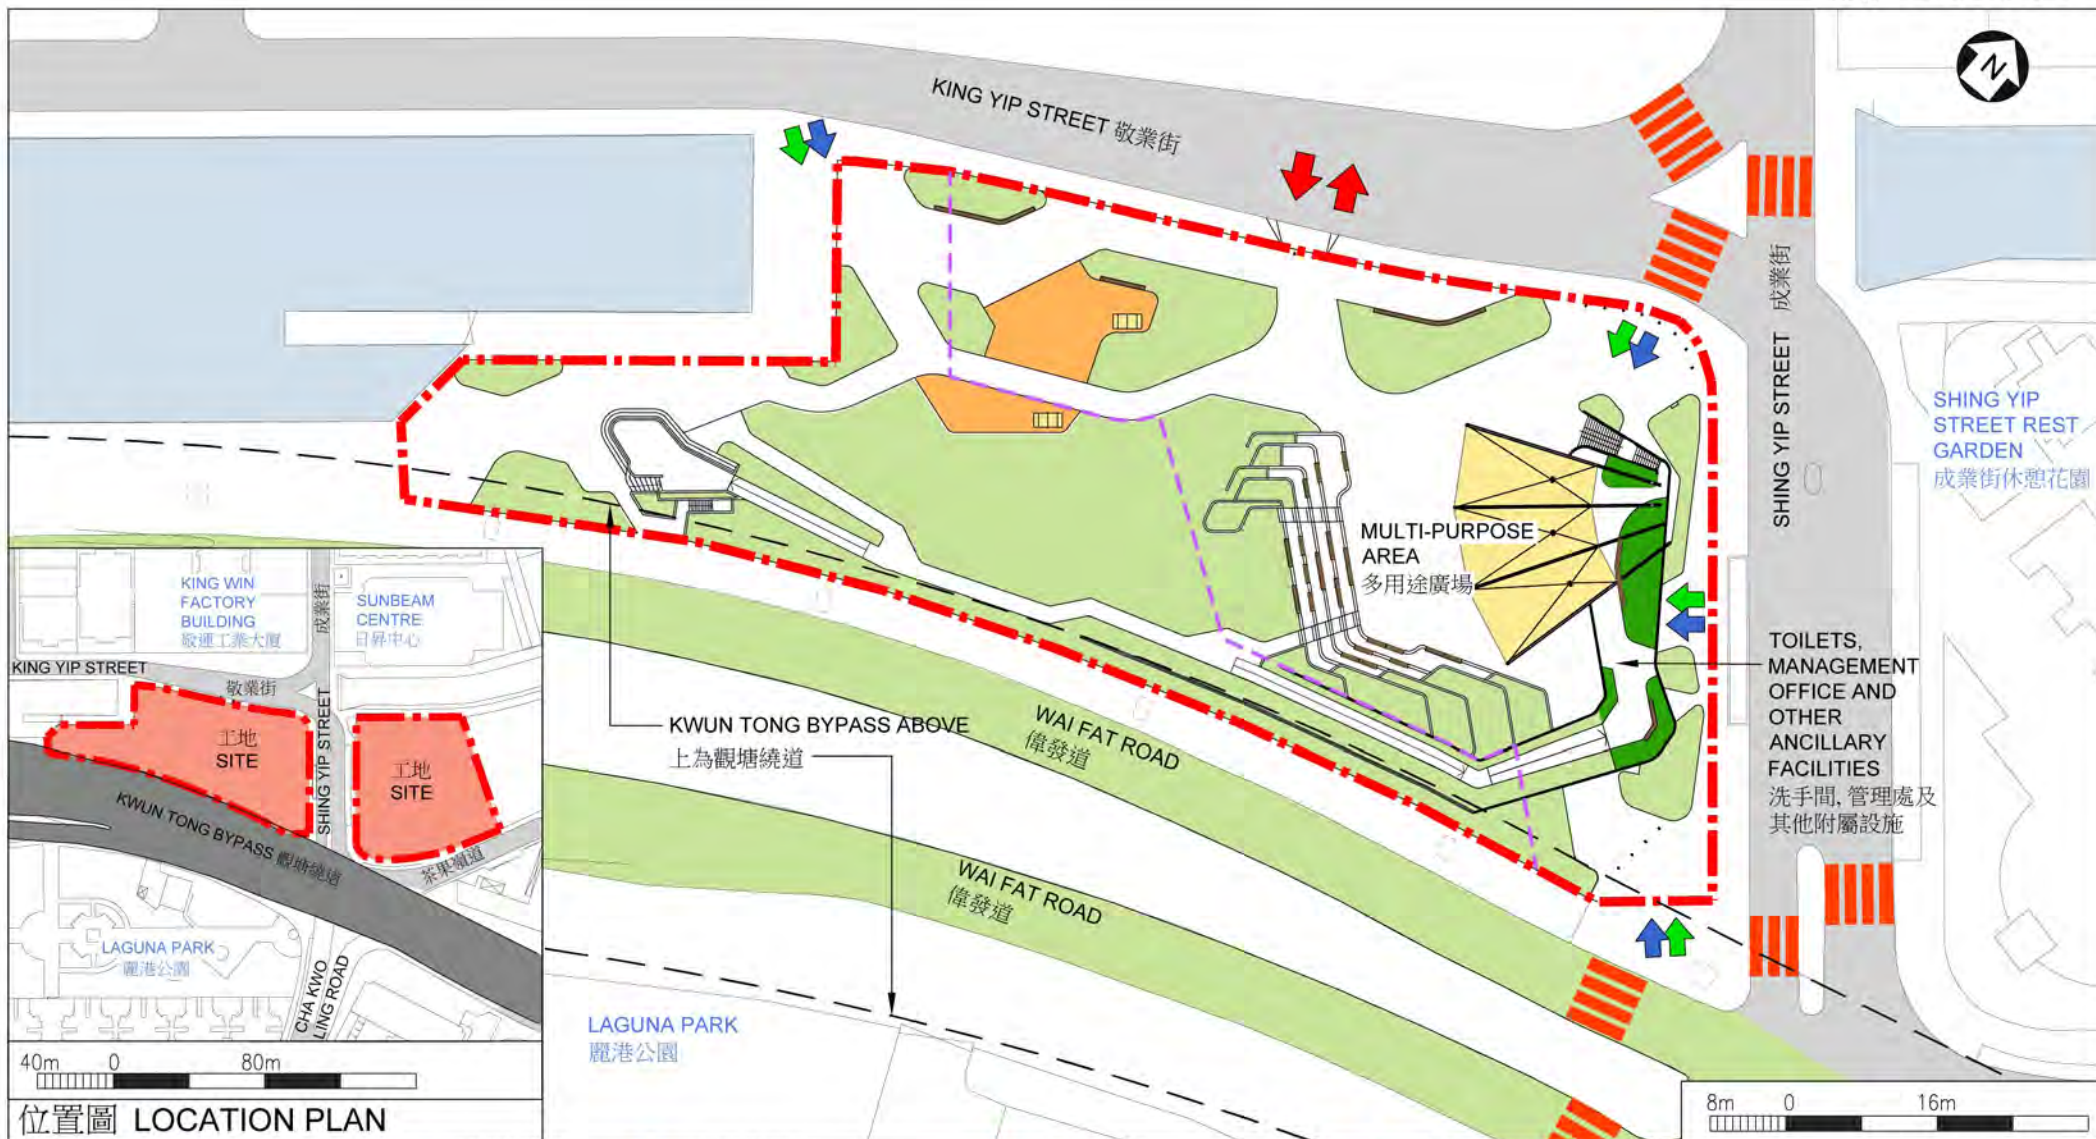 KING YIP STREET 敬業街
N
SHING YIP STREET 成業街
SHING YIP
STREET REST
GARDEN
成業街休憩花園
MULTI-PURPOSE
AREA
多用途廣場
TOILETS,
MANAGEMENT
OFFICE AND
OTHER
ANCILLARY
FACILITIES
洗手間, 管理處及
其他附屬設施
KWUN TONG BYPASS ABOVE
上為觀塘繞道
WAI FAT ROAD
偉發道
WAI FAT ROAD
偉發道
LAGUNA PARK
麗港公園
8m 0 16m
KING WIN
FACTORY
BUILDING
敬運工業大廈
成業街
SUNBEAM
CENTRE
日昇中心
KING YIP STREET
敬業街
工地
SITE
SHING YIP STREET
工地
SITE
KWUN TONG BYPASS 觀塘繞道
茶果嶺道
LAGUNA PARK
麗港公園
CHA KWO
LING ROAD
40m 0 80m
位置圖 LOCATION PLAN